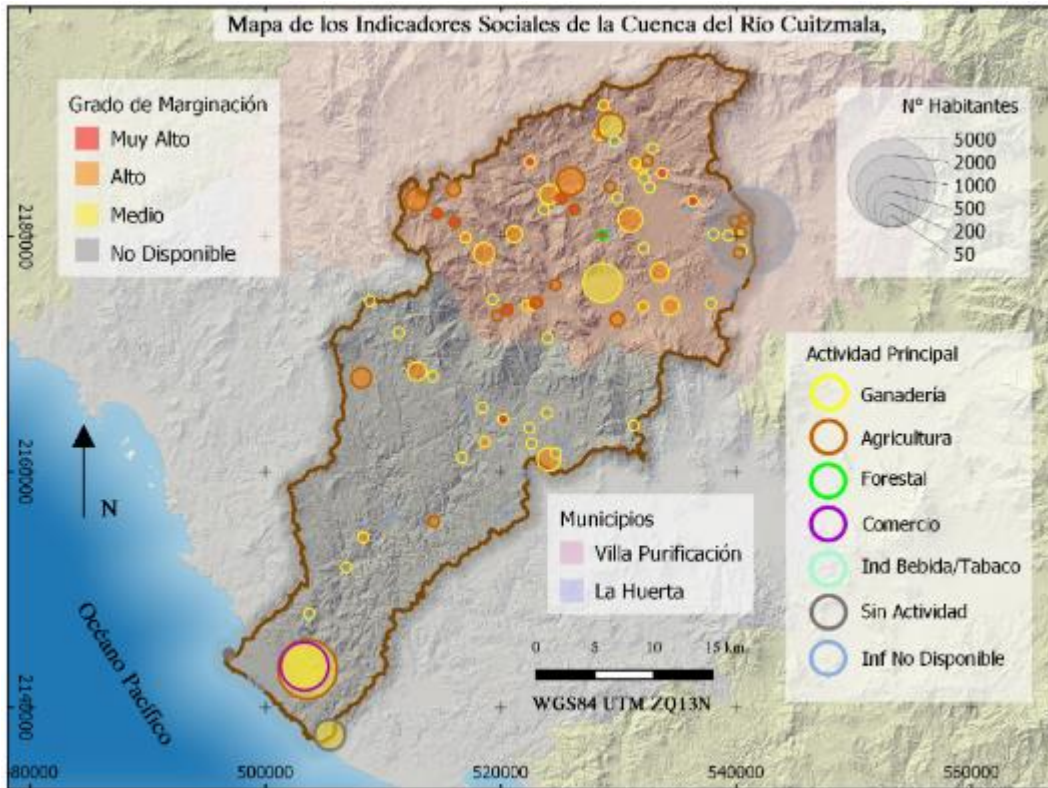 Mapa de los Indicadores Sociales de la Cuenca del Río Cuitzmala,
Grado de Marginación
Muy Alto
Alto
Medio
No Disponible
N° Habitantes
5000
2000
1000
500
200
50
Actividad Principal
Ganadería
Agricultura
Forestal
Comercio
Ind Bebida/Tabaco
Sin Actividad
Inf No Disponible
Municipios
Villa Purificación
La Huerta
N
Océano Pacífico
0 5 10 15 km
WGS84 UTM ZQ13N
2180000
2160000
2140000
80000 500000 520000 540000 560000